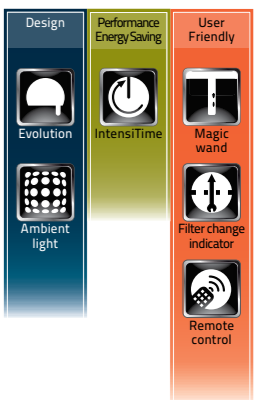 Design
Evolution
Ambient
light
Performance
Energy Saving
IntensiTime
User
Friendly
Magic
wand
Filter change
indicator
Remote
control